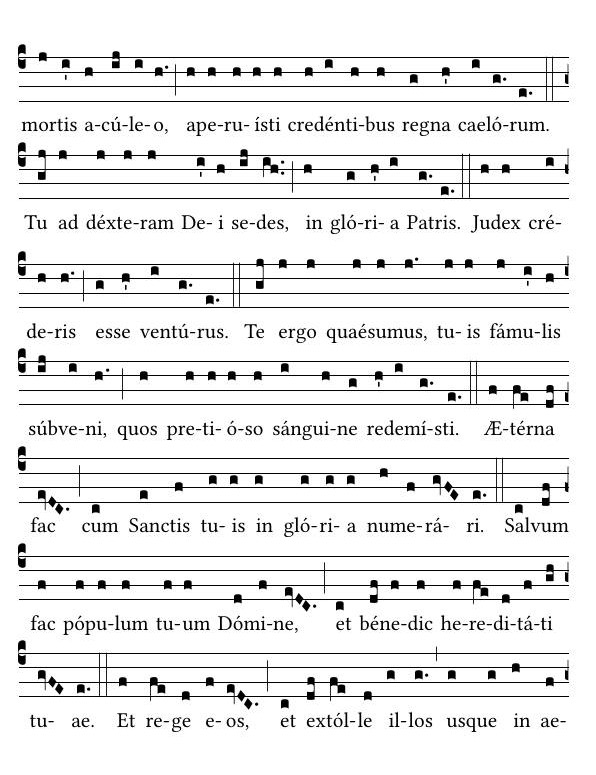 mortis a-cú-le-o, ape-ru-ísti credénti-bus regna caeló-rum.
Tu ad déxte-ram De-i se-des, in gló-ri-a Patris. Judex cré-
de-ris esse ventú-rus. Te ergo quaésumus, tu-is fámu-lis
súbve-ni, quos pre-ti-ó-so sángui-ne redemí-sti. Æ-térna
fac cum Sanctis tu-is in gló-ri-a nume-rá-ri. Salvum
fac pópu-lum tu-um Dómi-ne, et béne-dic he-re-di-tá-ti
tu-ae. Et re-ge e-os, et extól-le il-los usque in ae-